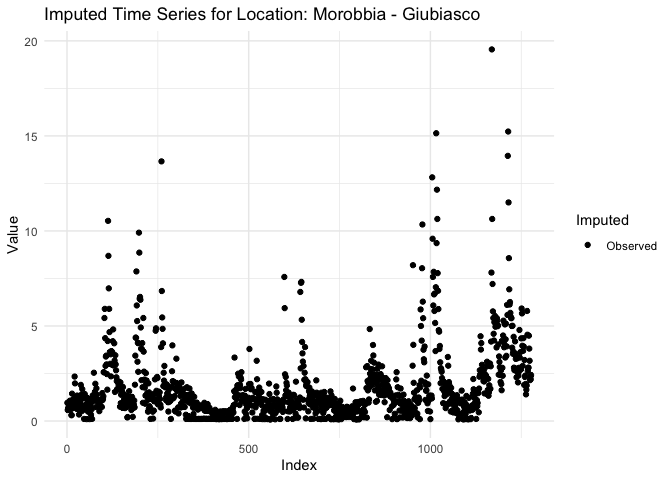 Imputed Time Series for Location: Morobbia - Giubiasco
20
15
10
5
0
Value
0 500 1000
Index
Imputed
Observed